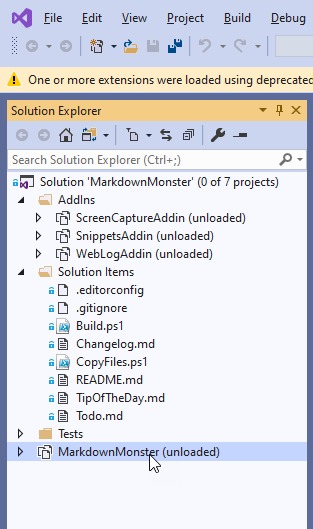 File Edit View Project Build Debug
One or more extensions were loaded using deprecated
Solution Explorer
Search Solution Explorer (Ctrl+;)
Solution 'MarkdownMonster' (0 of 7 projects)
AddIns
ScreenCaptureAddin (unloaded)
SnippetsAddin (unloaded)
WebLogAddin (unloaded)
Solution Items
.editorconfig
.gitignore
Build.ps1
Changelog.md
CopyFiles.ps1
README.md
TipOfTheDay.md
Todo.md
Tests
MarkdownMonster (unloaded)